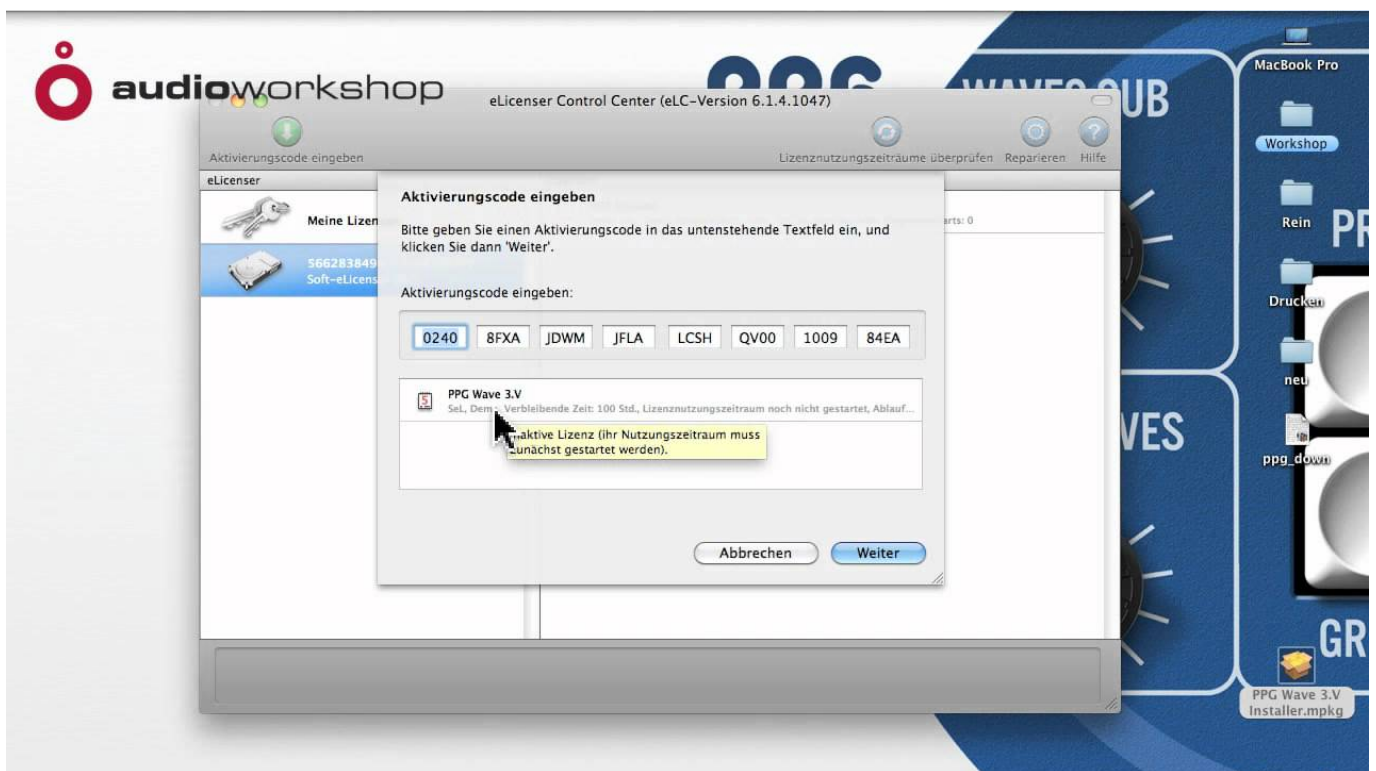 audioworkshop
PPG
WAVES SUB
eLicenser Control Center (eLC-Version 6.1.4.1047)
Aktivierungscode eingeben
Lizenznutzungszeiträume überprüfen
Reparieren
Hilfe
eLicenser
Meine Lizen
566283849
Soft-eLicens
arts: 0
Aktivierungscode eingeben
Bitte geben Sie einen Aktivierungscode in das untenstehende Textfeld ein, und
klicken Sie dann 'Weiter'.
Aktivierungscode eingeben:
0240 8FXA JDWM JFLA LCSH QV00 1009 84EA
PPG Wave 3.V
SeL, Verbleibende Zeit: 100 Std., Lizenznutzungszeitraum noch nicht gestartet, Ablauf...
aktive Lizenz (ihr Nutzungszeitraum muss
zunächst gestartet werden).
Abbrechen
Weiter
MacBook Pro
Workshop
Rein
Drucken
neu
ppg_down
PPG Wave 3.V
Installer.mpkg
PR
VES
GR